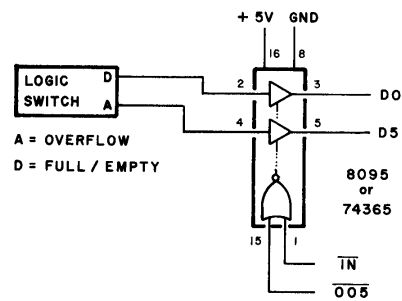 + 5V GND
16 8
LOGIC SWITCH D A
2 3 D0
4 5 D5
A = OVERFLOW
D = FULL / EMPTY
8095
or
74365
15 1
IN
005